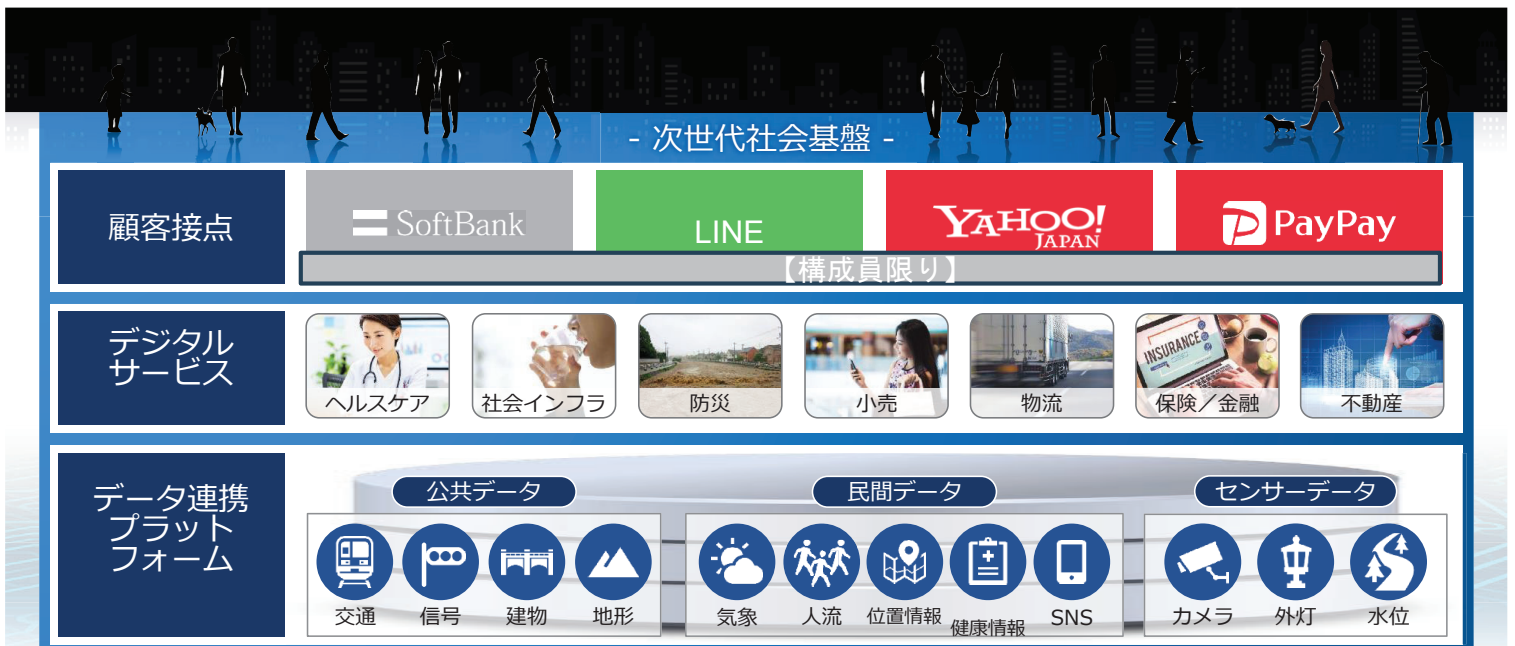 - 次世代社会基盤 -
顧客接点
SoftBank
LINE
YAHOO!
JAPAN
PayPay
【構成員限り】
デジタル
サービス
INSURANCE
ヘルスケア
社会インフラ
防災
小売
物流
保険／金融
不動産
データ連携
プラット
フォーム
公共データ
民間データ
センサーデータ
交通
信号
建物
地形
気象
人流
位置情報
健康情報
SNS
カメラ
外灯
水位